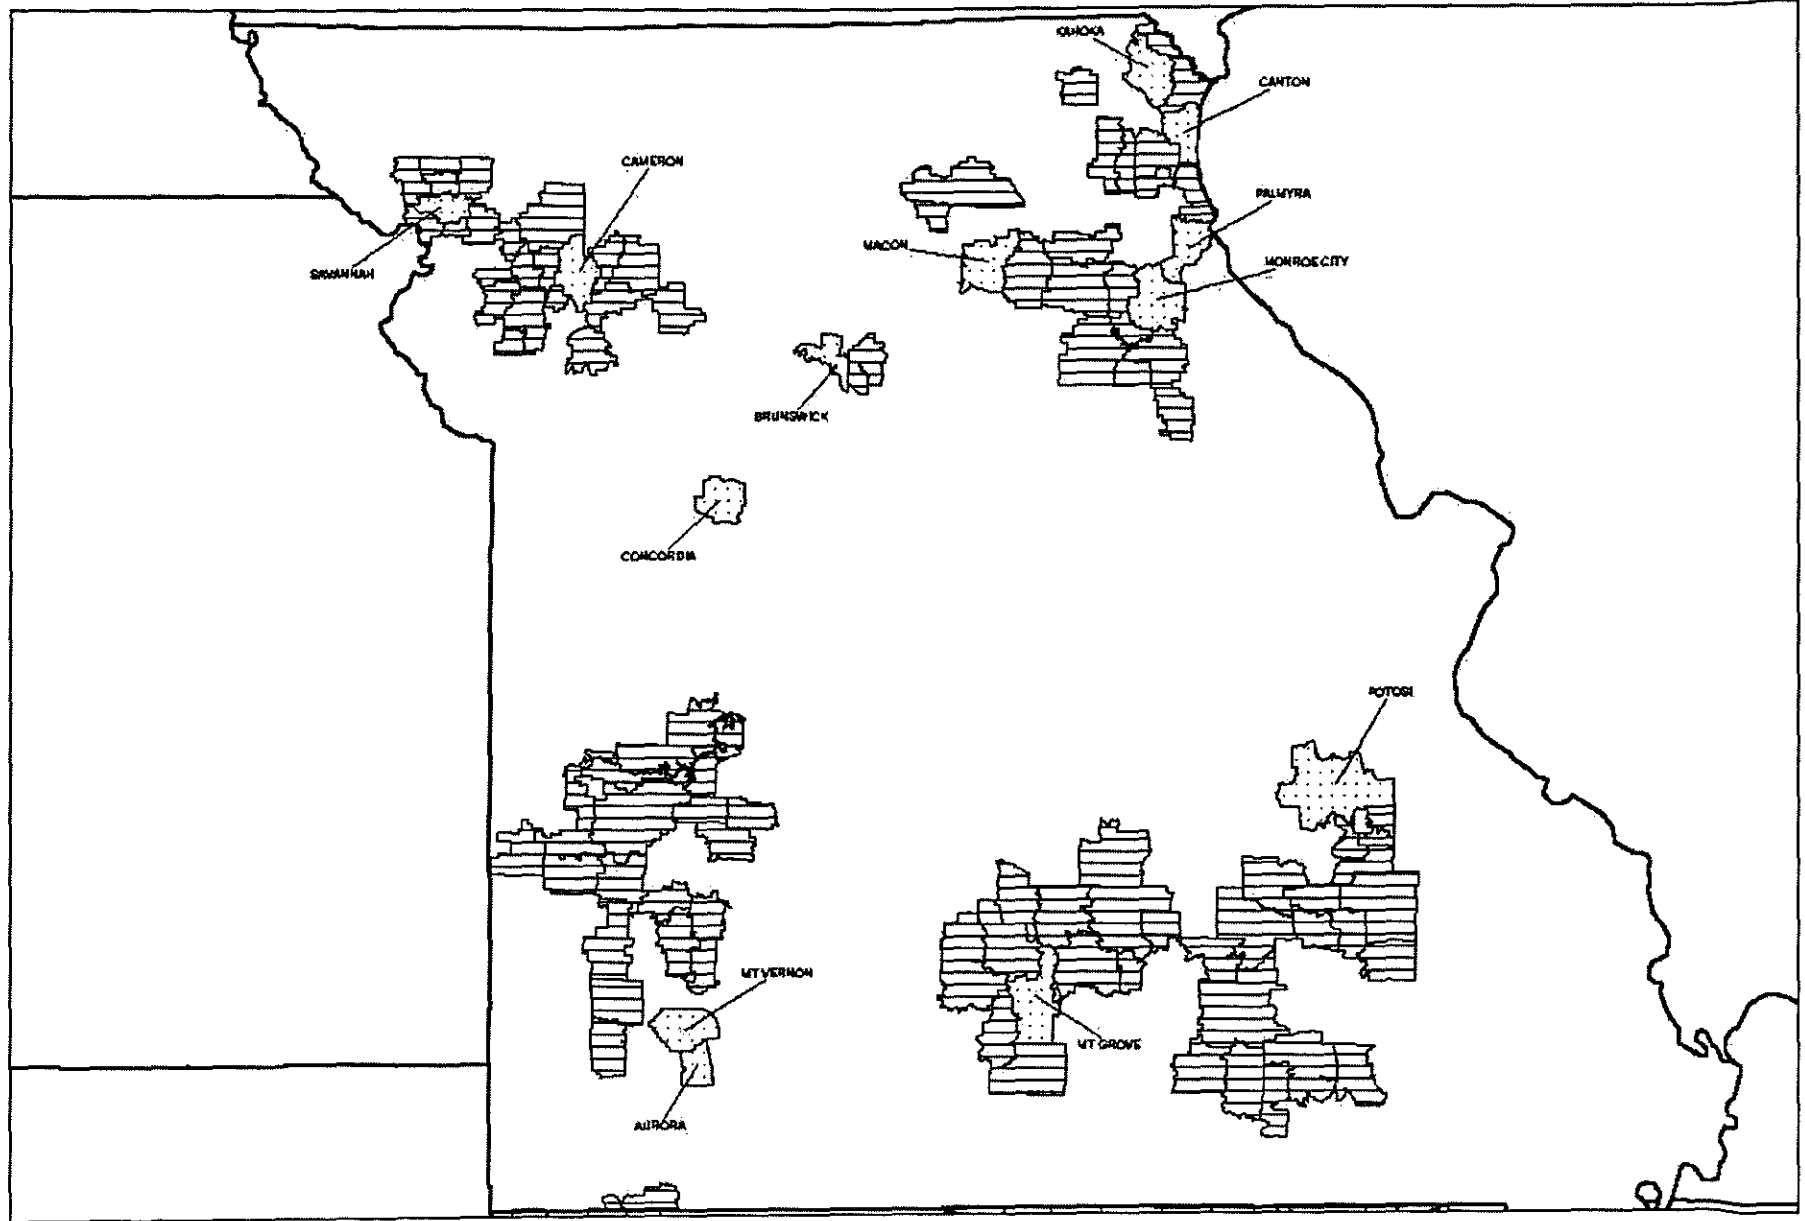 KAHOKA
CANTON
CAMERON
PALMYRA
MACON
MONROE CITY
SAVANNAH
BRUNSWICK
CONCORDIA
POTOSI
MT VERNON
MT GROVE
AURORA